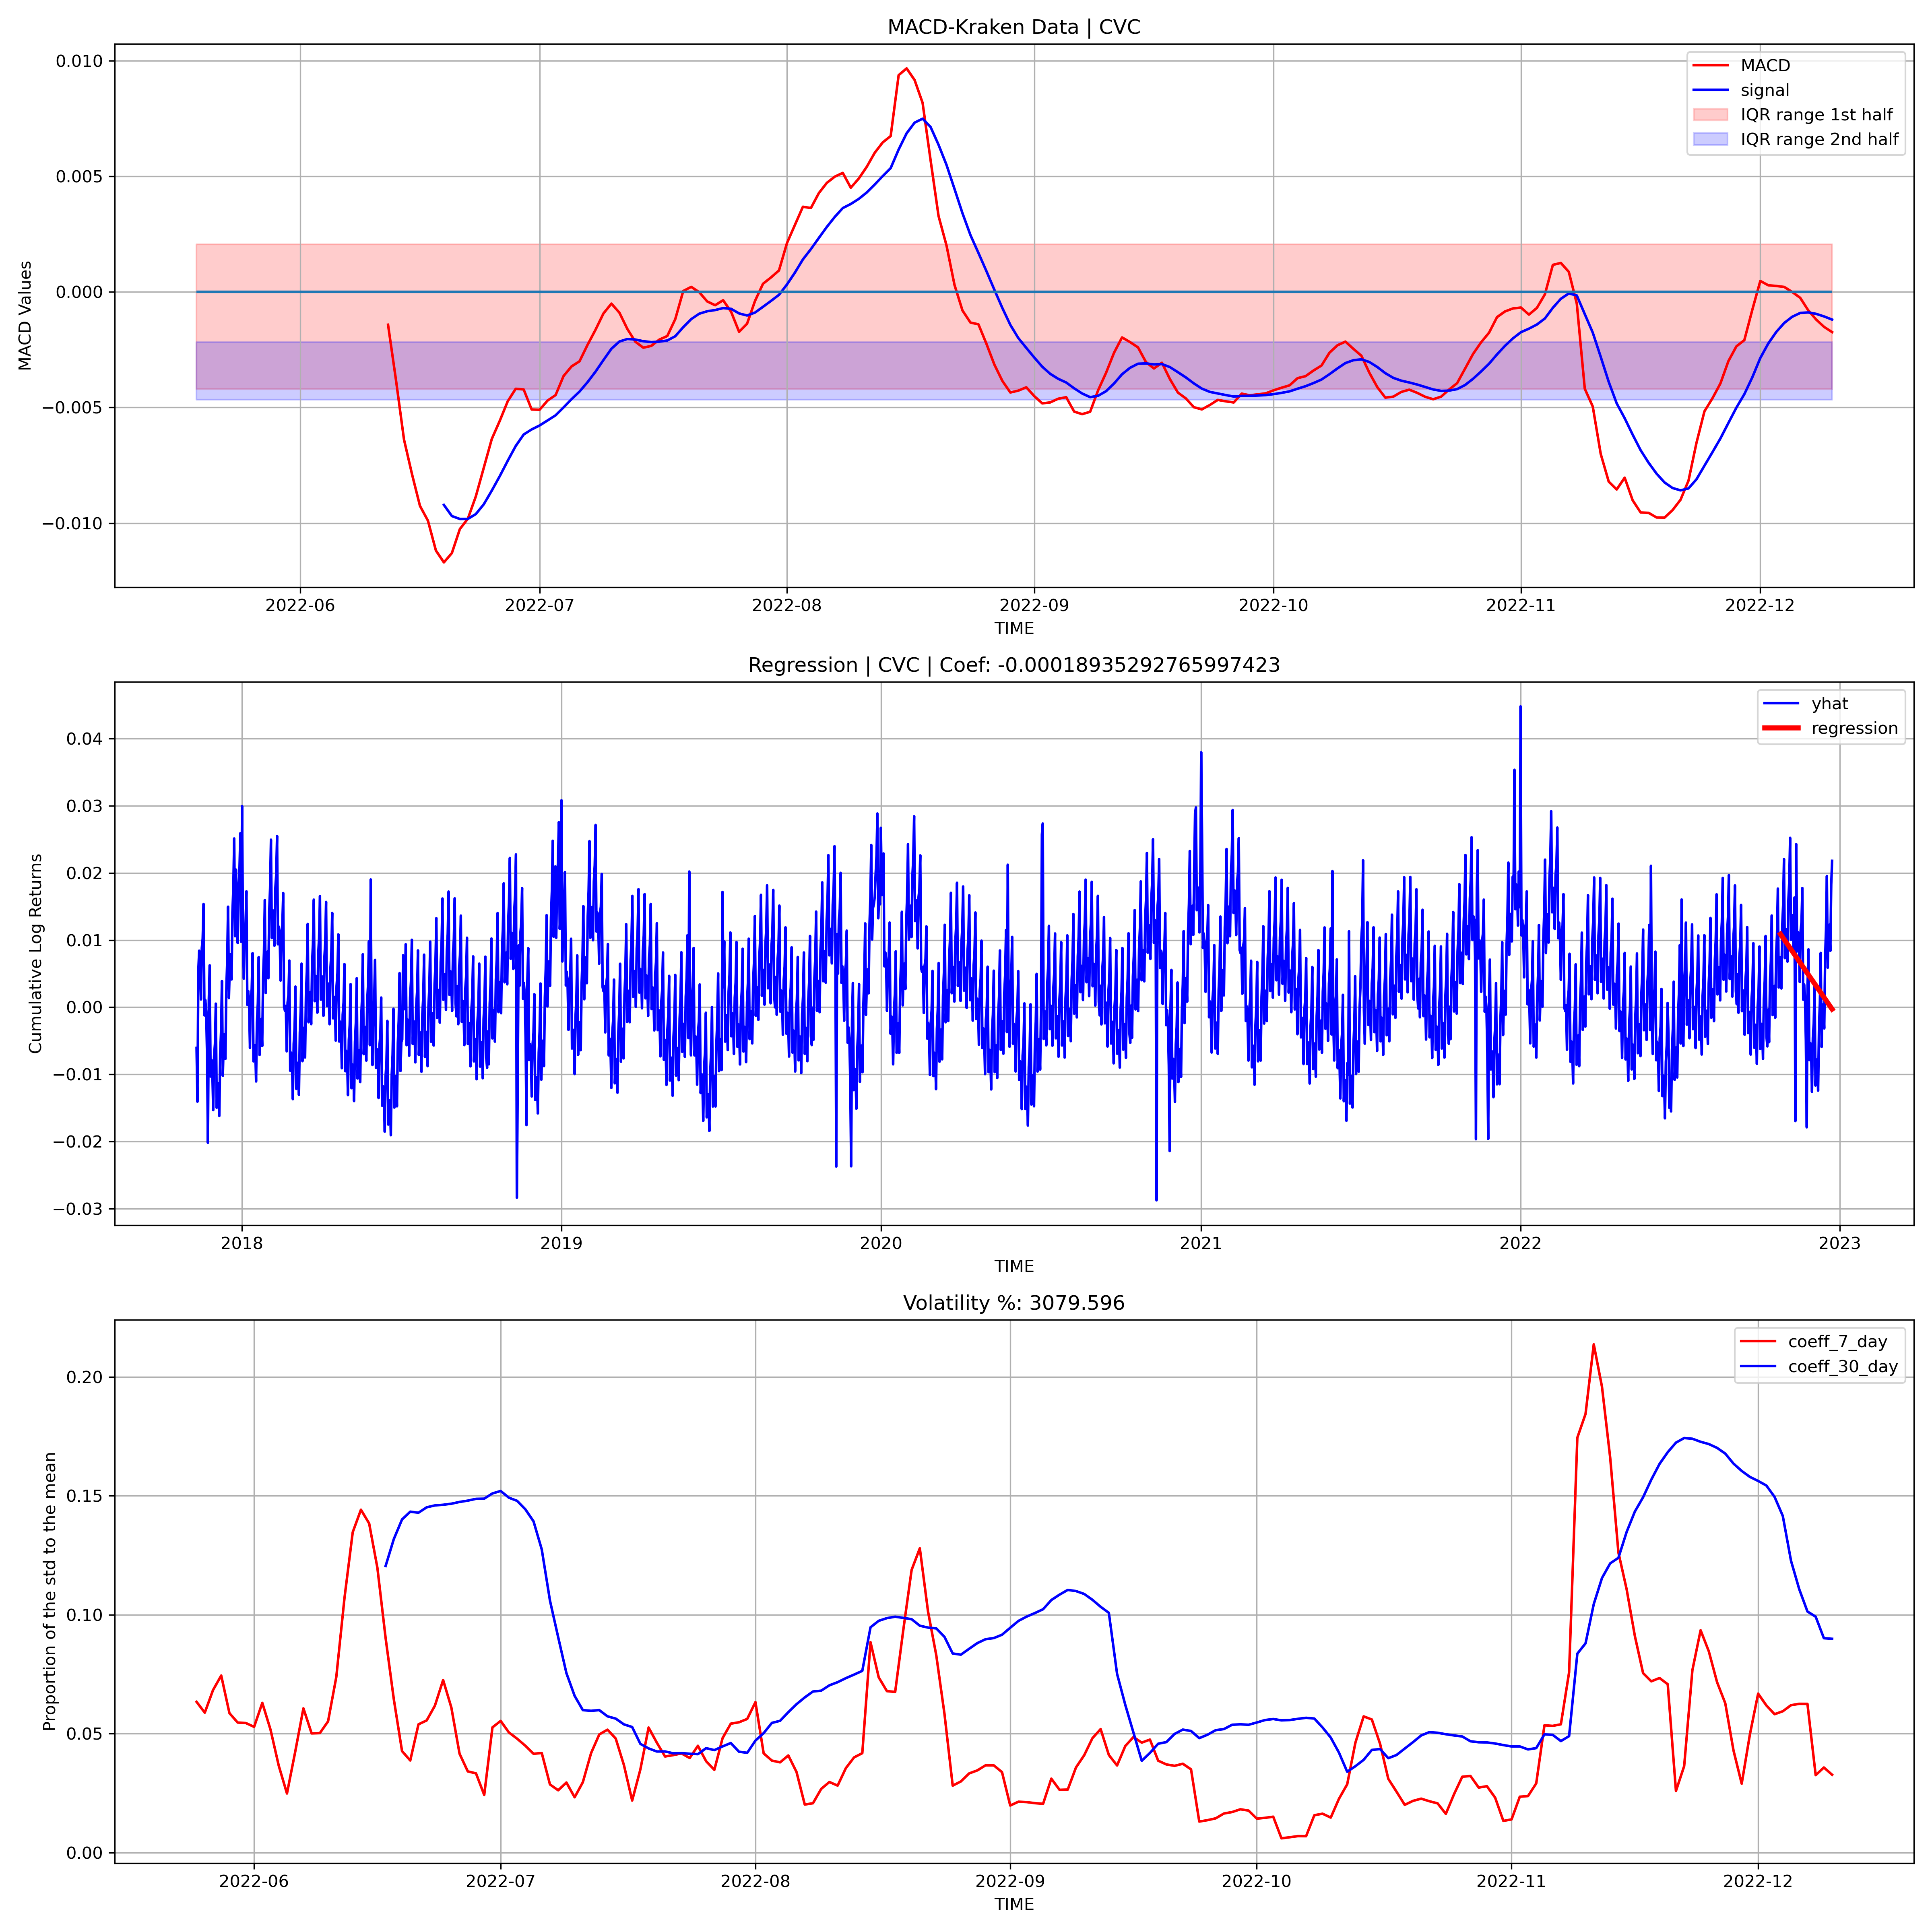 MACD-Kraken Data | CVC
MACD Values
0.010
0.005
0.000
−0.005
−0.010
MACD
signal
IQR range 1st half
IQR range 2nd half
2022-06 2022-07 2022-08 2022-09 2022-10 2022-11 2022-12
TIME
Regression | CVC | Coef: -0.00018935292765997423
Cumulative Log Returns
0.04
0.03
0.02
0.01
0.00
−0.01
−0.02
−0.03
yhat
regression
2018 2019 2020 2021 2022 2023
TIME
Volatility %: 3079.596
Proportion of the std to the mean
0.20
0.15
0.10
0.05
0.00
coeff_7_day
coeff_30_day
2022-06 2022-07 2022-08 2022-09 2022-10 2022-11 2022-12
TIME